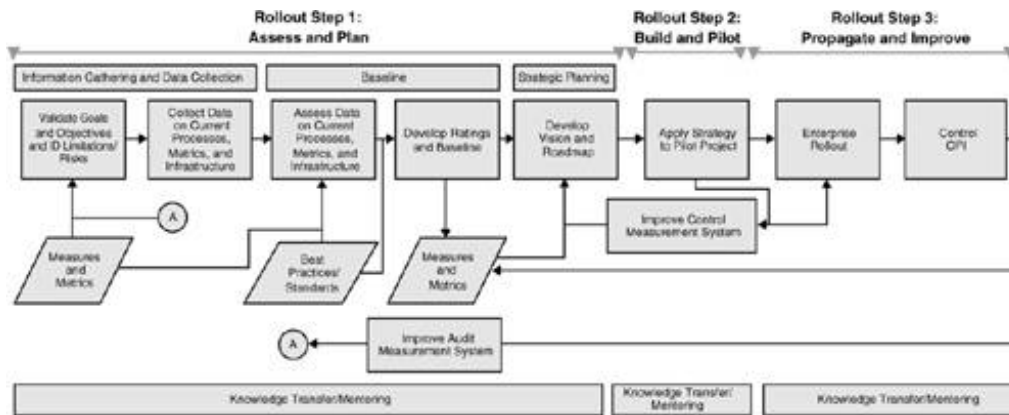 Rollout Step 1:
Assess and Plan
Rollout Step 2:
Build and Pilot
Rollout Step 3:
Propagate and Improve
Information Gathering and Data Collection
Baseline
Strategic Planning
Validate Goals
and Objectives
and ID Limitations/
Risks
Collect Data
on Current
Processes,
Metrics, and
Infrastructure
Assess Data
on Current
Processes,
Metrics, and
Infrastructure
Develop Ratings
and Baseline
Develop
Vision and
Roadmap
Apply Strategy
to Pilot Project
Enterprise
Rollout
Control
A
Improve Control
Measurement System
Measures
and
Metrics
Best
Practices/
Standards
Measures
and
Metrics
A
Improve Audit
Measurement System
Knowledge Transfer/Mentoring
Knowledge Transfer/
Mentoring
Knowledge Transfer/Mentoring